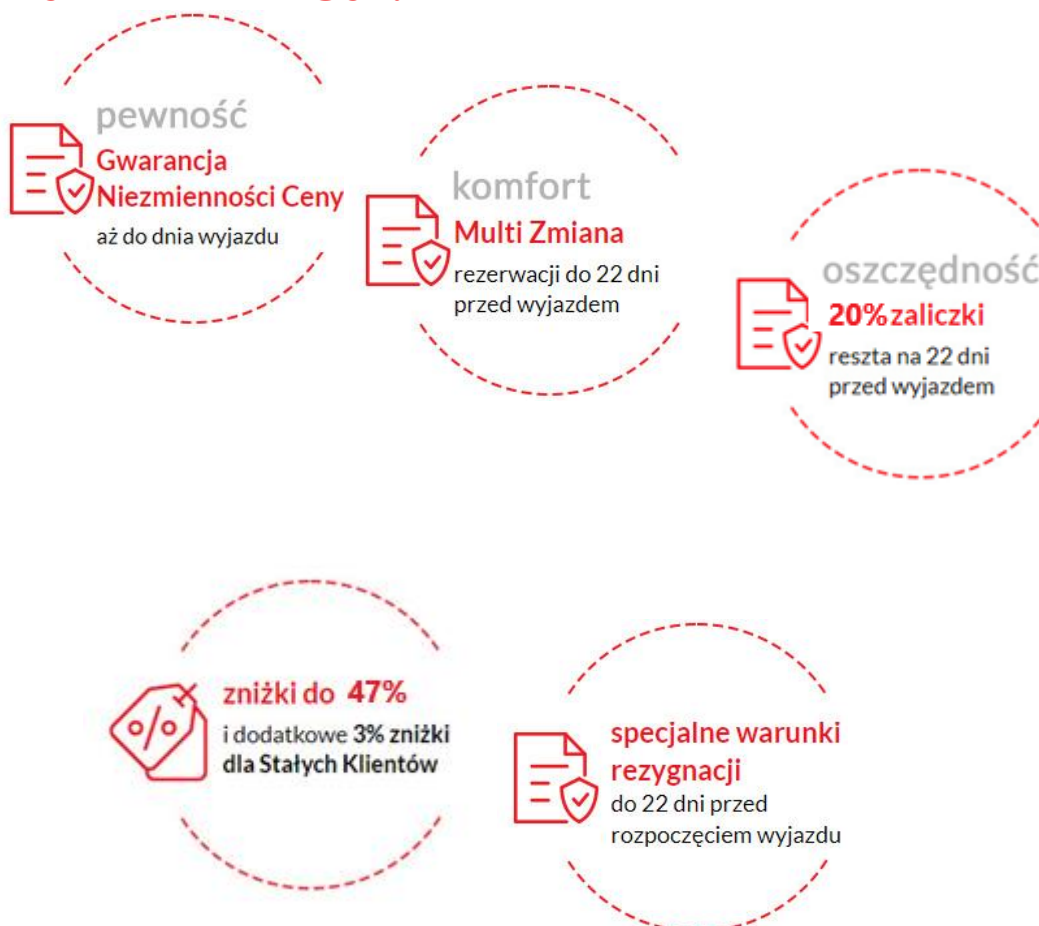 pewność
Gwarancja
Niezmienności Ceny
aż do dnia wyjazdu
komfort
Multi Zmiana
rezerwacji do 22 dni
przed wyjazdem
oszczędność
20% zaliczki
reszta na 22 dni
przed wyjazdem
zniżki do 47%
i dodatkowe 3% zniżki
dla Stałych Klientów
specjalne warunki
rezygnacji
do 22 dni przed
rozpoczęciem wyjazdu